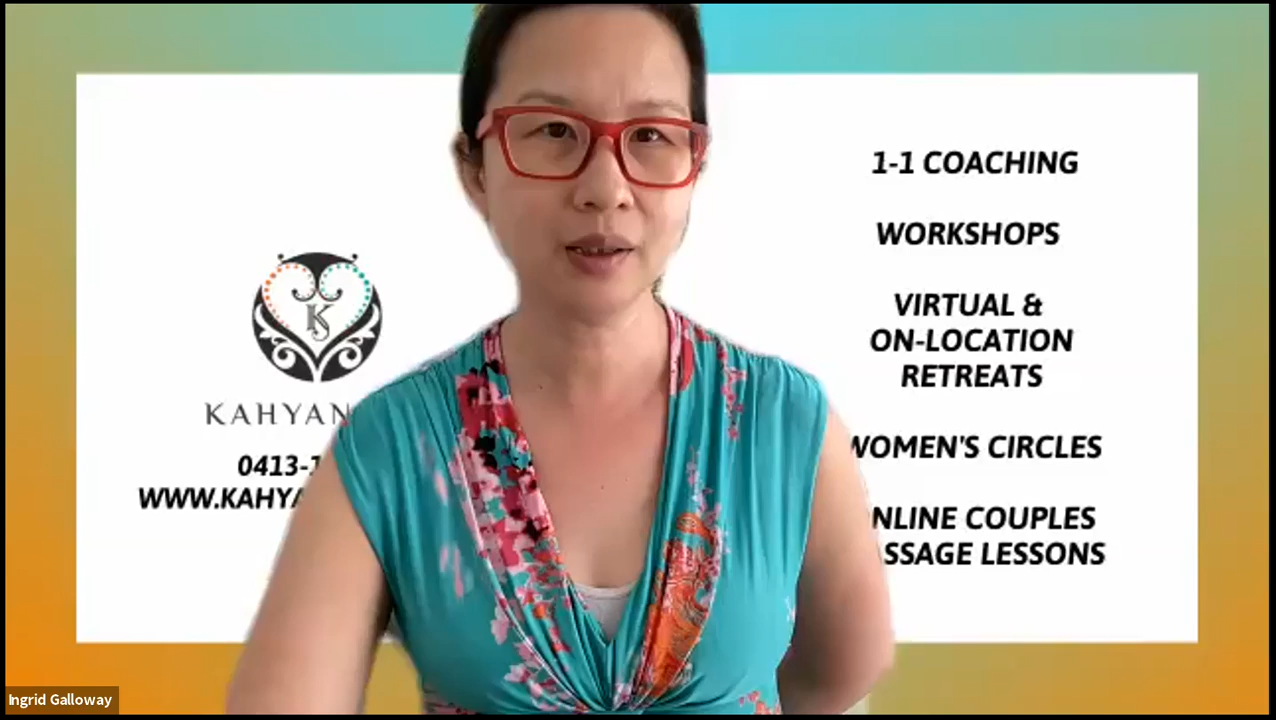 KAHYAN
0413-1
WWW.KAHYA
1-1 COACHING
WORKSHOPS
VIRTUAL &
ON-LOCATION
RETREATS
WOMEN'S CIRCLES
NLINE COUPLES
SSAGE LESSONS
Ingrid Galloway